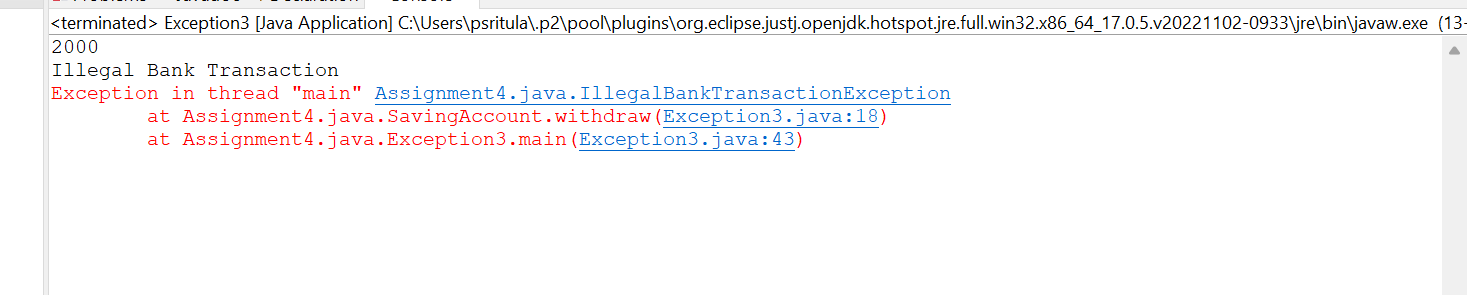 <terminated> Exception3 [Java Application] C:\Users\psritula\.p2\pool\plugins\org.eclipse.justj.openjdk.hotspot.jre.full.win32.x86_64_17.0.5.v20221102-0933\jre\bin\javaw.exe (13-
2000
Illegal Bank Transaction
Exception in thread "main" Assignment4.java.IllegalBankTransactionException
at Assignment4.java.SavingAccount.withdraw(Exception3.java:18)
at Assignment4.java.Exception3.main(Exception3.java:43)